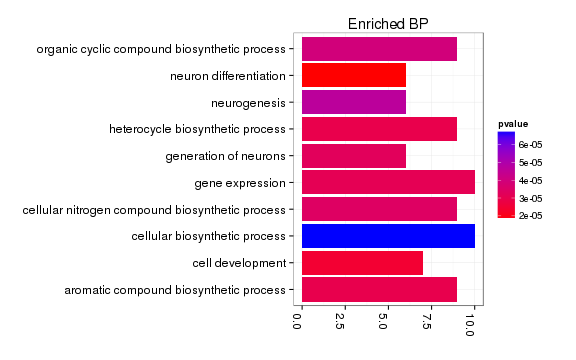 Enriched BP
organic cyclic compound biosynthetic process
neuron differentiation
neurogenesis
heterocycle biosynthetic process
generation of neurons
gene expression
cellular nitrogen compound biosynthetic process
cellular biosynthetic process
cell development
aromatic compound biosynthetic process
0.0
2.5
5.0
7.5
10.0
pvalue
6e-05
5e-05
4e-05
3e-05
2e-05